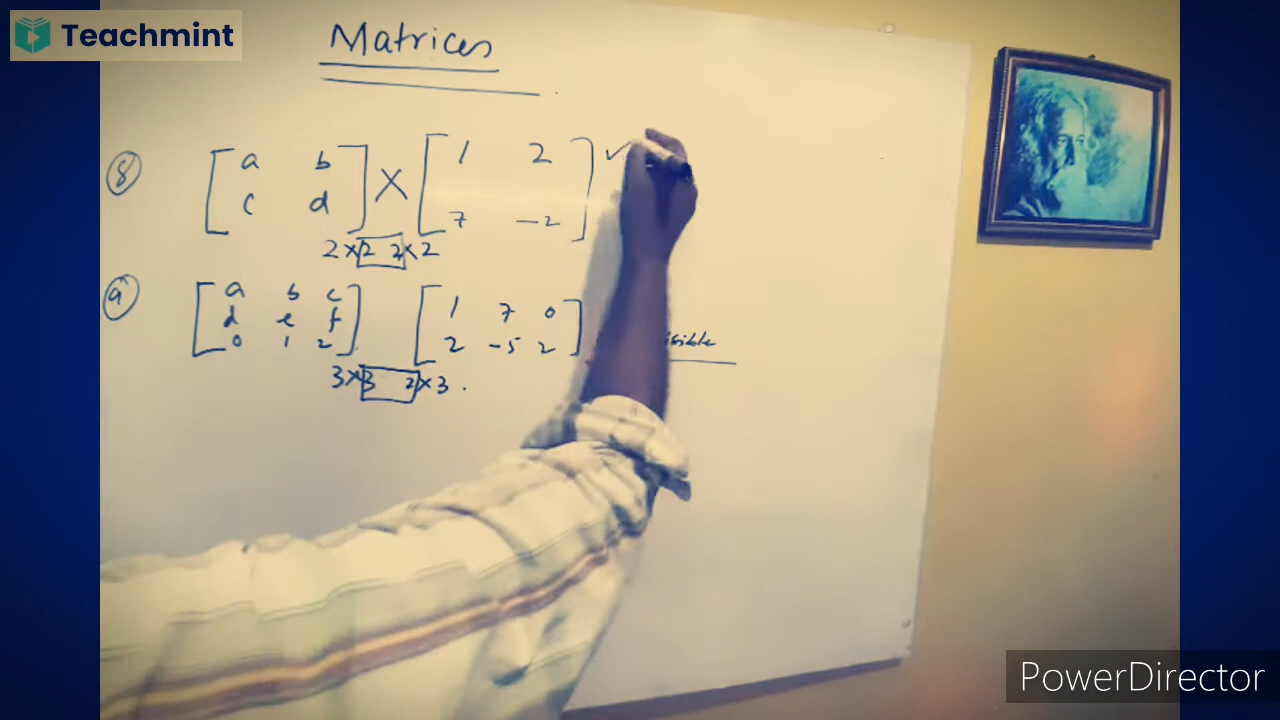 Teachmint
Matrices
8 [a b] × [1 2] ✓
[c d] [7 -2]
2×2 2×2
a [a b c] [1 7 0]
[d e f] [2 -5 2]
[0 1 2]
3×3 2×3.
PowerDirector